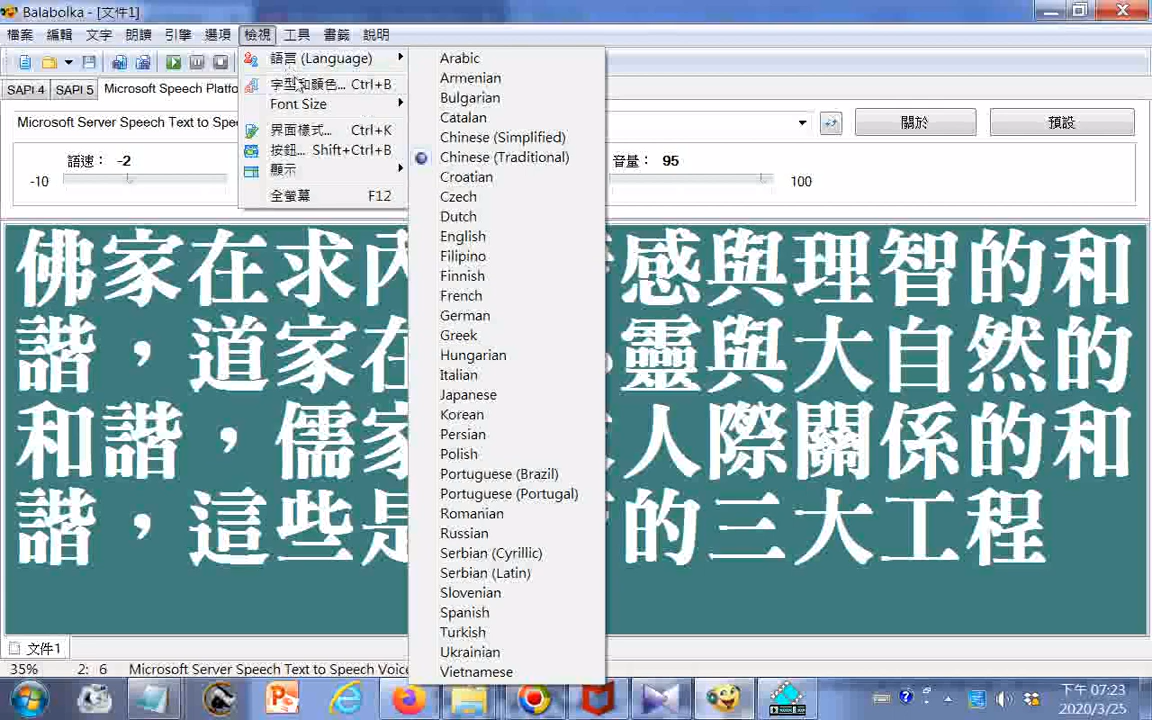 Balabolka - [文件1]
檔案 編輯 文字 朗讀 引擎 選項 檢視 工具 書籤 說明
語言 (Language)
字型和顏色... Ctrl+B
Font Size
界面樣式... Ctrl+K
按鈕... Shift+Ctrl+B
顯示
全螢幕 F12
Arabic
Armenian
Bulgarian
Catalan
Chinese (Simplified)
Chinese (Traditional)
Croatian
Czech
Dutch
English
Filipino
Finnish
French
German
Greek
Hungarian
Italian
Japanese
Korean
Persian
Polish
Portuguese (Brazil)
Portuguese (Portugal)
Romanian
Russian
Serbian (Cyrillic)
Serbian (Latin)
Slovenian
Spanish
Turkish
Ukrainian
Vietnamese
SAPI 4 SAPI 5 Microsoft Speech Platfo
Microsoft Server Speech Text to Spe
關於 預設
語速： -2 音量： 95
-10 100
佛家在求 感與理智的和
諧，道家在 靈與大自然的
和諧，儒家 人際關係的和
諧，這些是 的三大工程
文件1
35% 2: 6 Microsoft Server Speech Text to Speech Voice
下午 07:23
2020/3/25